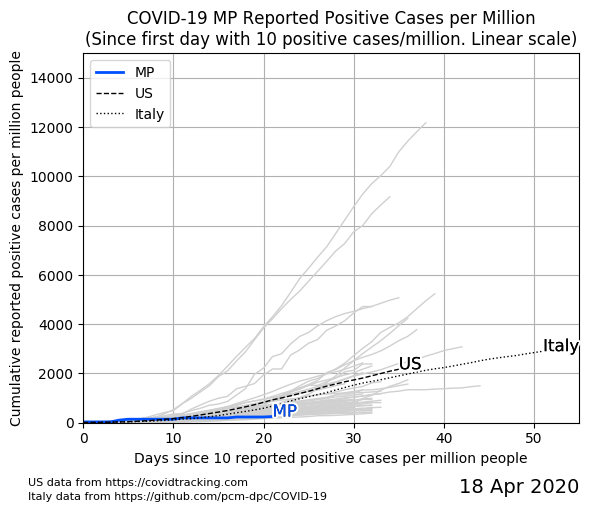 COVID-19 MP Reported Positive Cases per Million
(Since first day with 10 positive cases/million. Linear scale)
Cumulative reported positive cases per million people
14000
12000
10000
8000
6000
4000
2000
0
MP
US
Italy
Italy
US
MP
0 10 20 30 40 50
Days since 10 reported positive cases per million people
US data from https://covidtracking.com
Italy data from https://github.com/pcm-dpc/COVID-19
18 Apr 2020